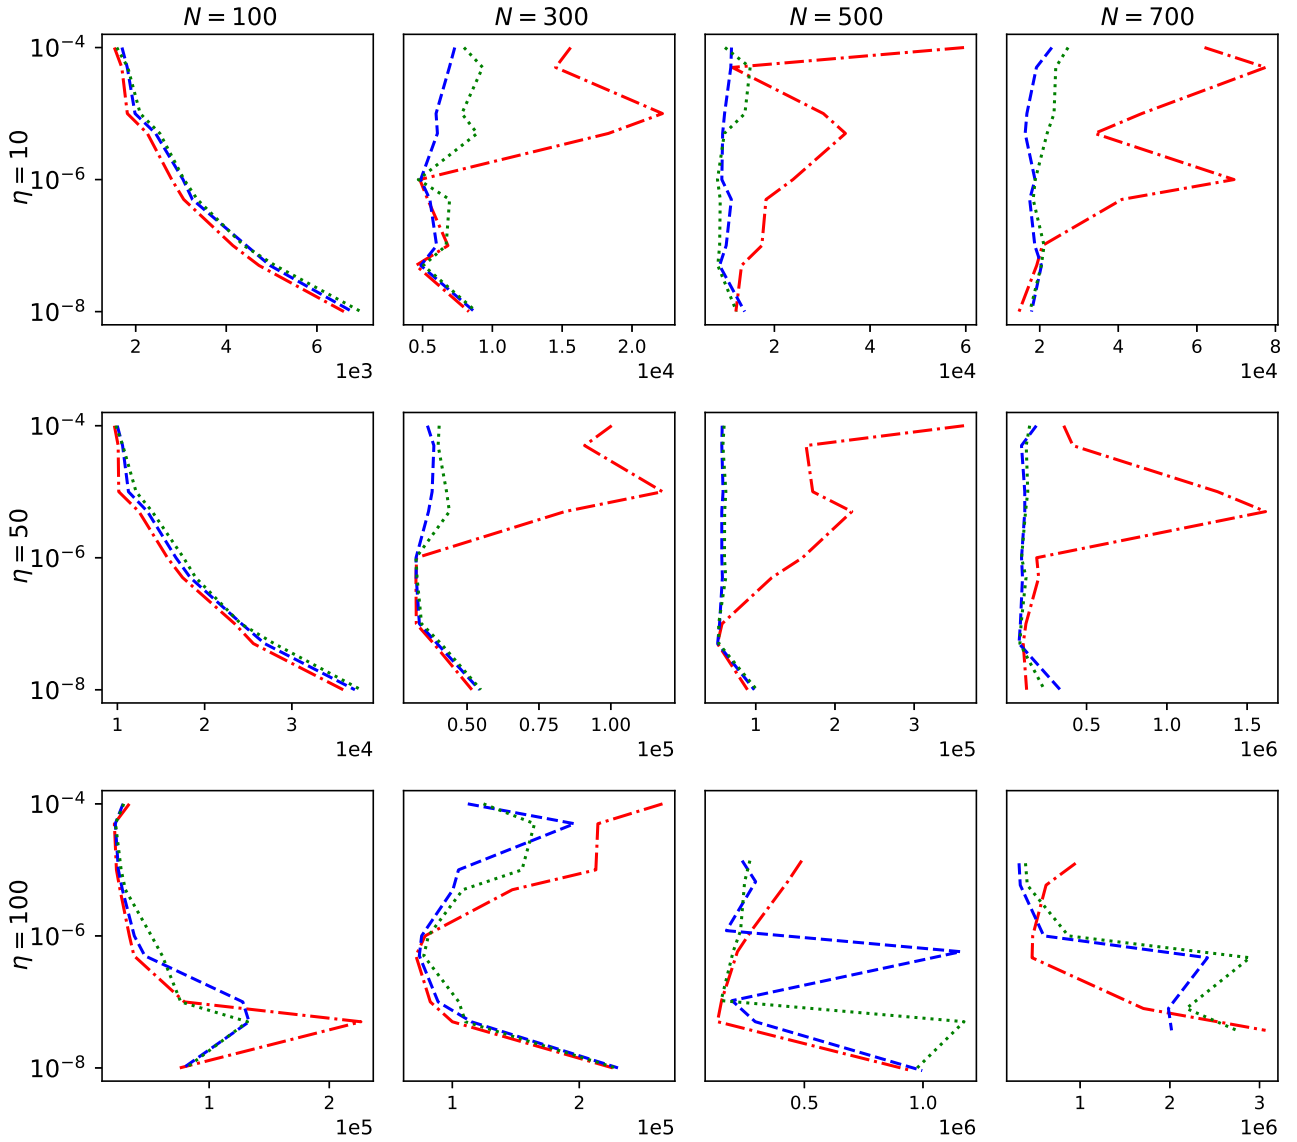 N = 100 N = 300 N = 500 N = 700
10⁻⁴
η = 10
10⁻⁶
10⁻⁸
2 4 6 0.5 1.0 1.5 2.0 2 4 6 2 4 6 8
1e3 1e4 1e4 1e4
10⁻⁴
η = 50
10⁻⁶
10⁻⁸
1 2 3 0.50 0.75 1.00 1 2 3 0.5 1.0 1.5
1e4 1e5 1e5 1e6
10⁻⁴
η = 100
10⁻⁶
10⁻⁸
1 2 1 2 0.5 1.0 1 2 3
1e5 1e5 1e6 1e6